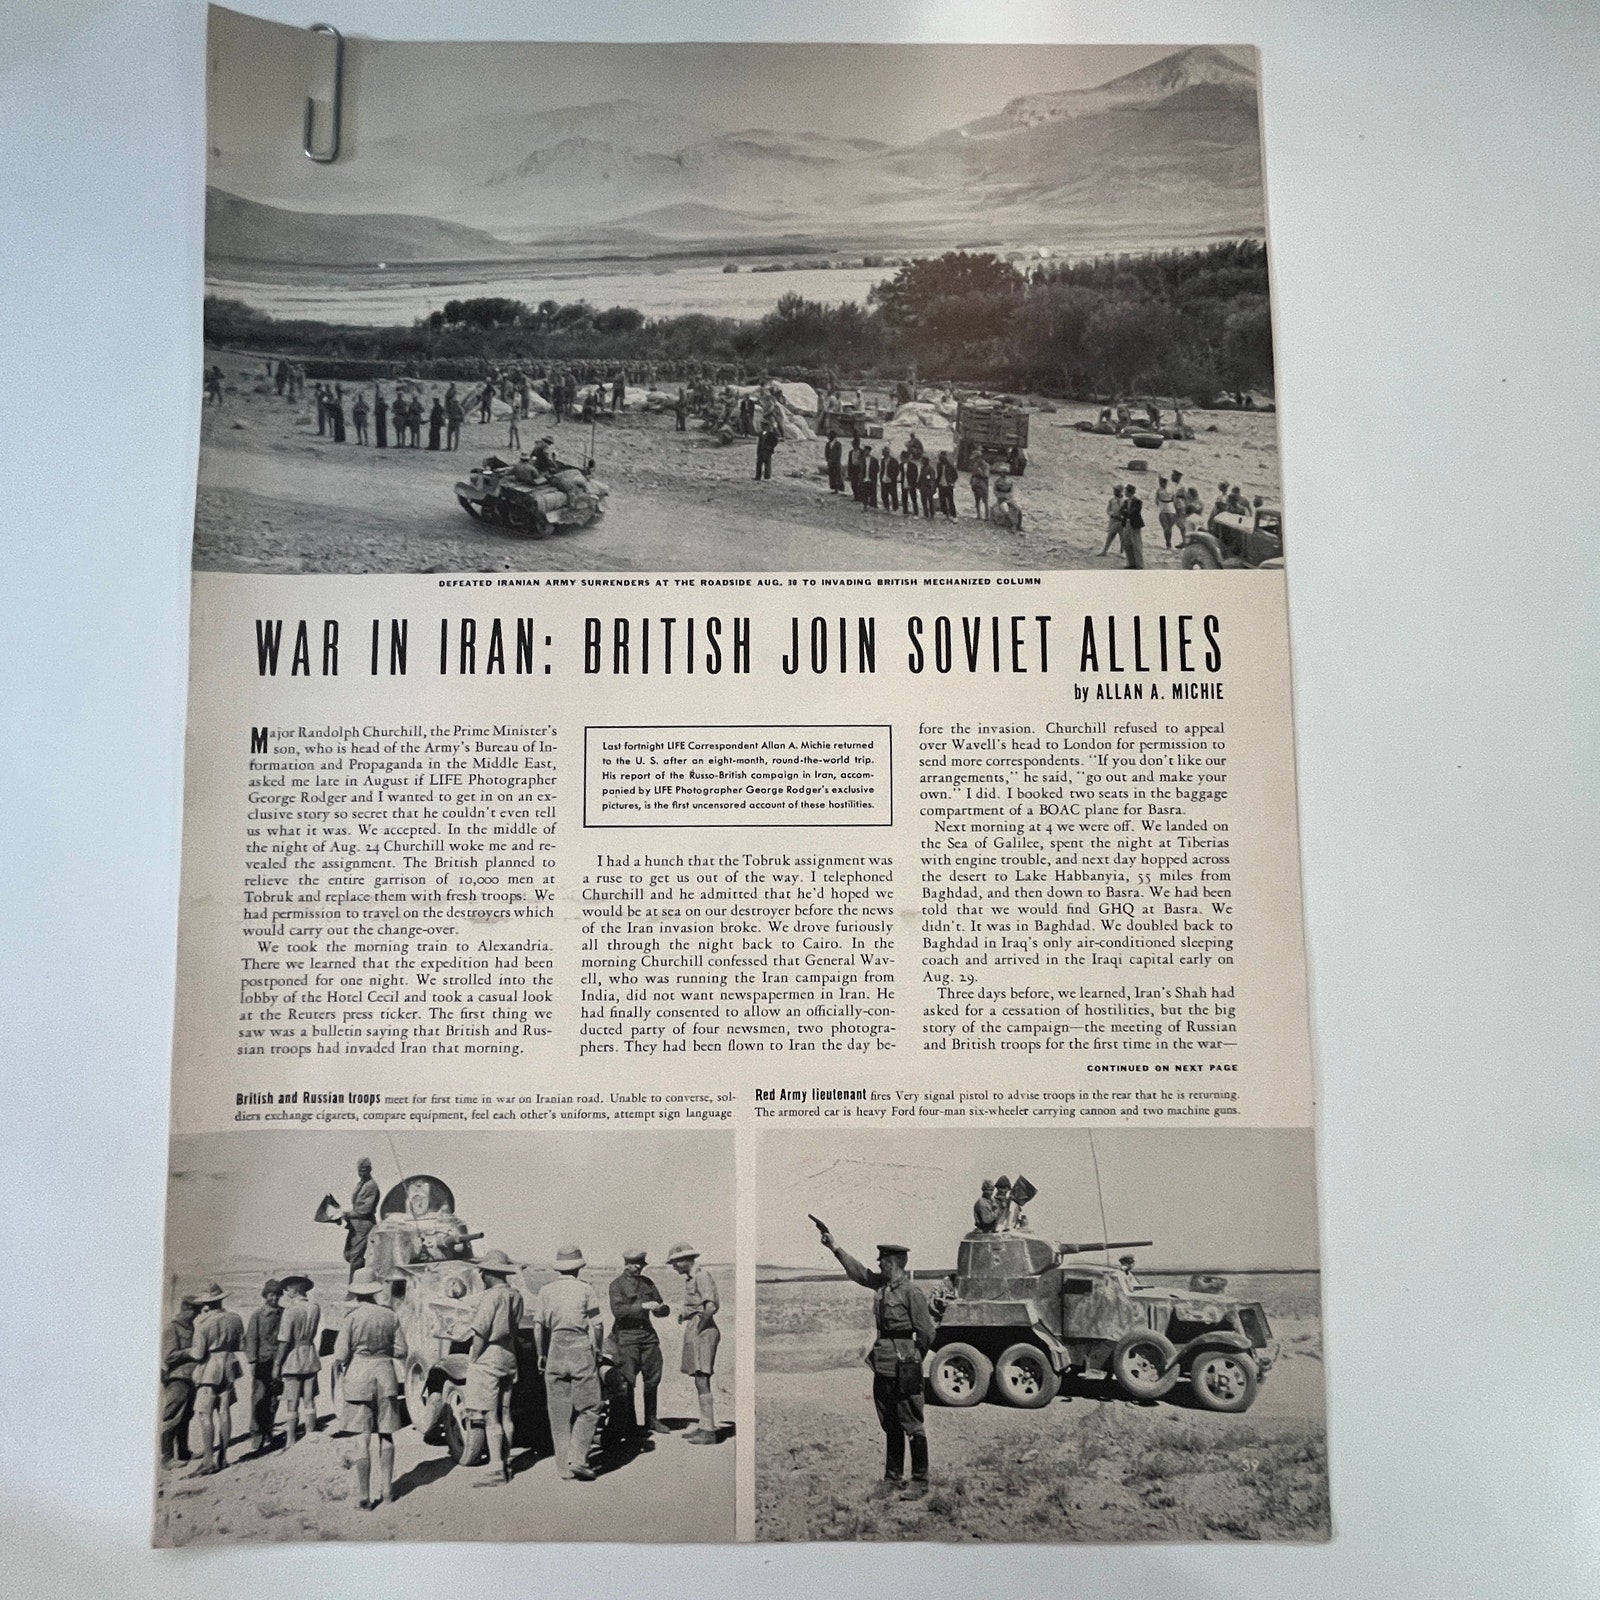 DEFEATED IRANIAN ARMY SURRENDERS AT THE ROADSIDE AUG. 30 TO INVADING BRITISH MECHANIZED COLUMN
WAR IN IRAN: BRITISH JOIN SOVIET ALLIES
by ALLAN A. MICHIE
Major Randolph Churchill, the Prime Minister's
son, who is head of the Army's Bureau of In-
formation and Propaganda in the Middle East,
asked me late in August if LIFE Photographer
George Rodger and I wanted to get in on an ex-
clusive story so secret that he couldn't even tell
us what it was. We accepted. In the middle of
the night of Aug. 24 Churchill woke me and re-
vealed the assignment. The British planned to
relieve the entire garrison of 10,000 men at
Tobruk and replace them with fresh troops. We
had permission to travel on the destroyers which
would carry out the change-over.
We took the morning train to Alexandria.
There we learned that the expedition had been
postponed for one night. We strolled into the
lobby of the Hotel Cecil and took a casual look
at the Reuters press ticker. The first thing we
saw was a bulletin saying that British and Rus-
sian troops had invaded Iran that morning.
Last fortnight LIFE Correspondent Allan A. Michie returned
to the U. S. after an eight-month, round-the-world trip.
His report of the Russo-British campaign in Iran, accom-
panied by LIFE Photographer George Rodger's exclusive
pictures, is the first uncensored account of these hostilities.
I had a hunch that the Tobruk assignment was
a ruse to get us out of the way. I telephoned
Churchill and he admitted that he'd hoped we
would be at sea on our destroyer before the news
of the Iran invasion broke. We drove furiously
all through the night back to Cairo. In the
morning Churchill confessed that General Wav-
ell, who was running the Iran campaign from
India, did not want newspapermen in Iran. He
had finally consented to allow an officially-con-
ducted party of four newsmen, two photogra-
phers. They had been flown to Iran the day be-
fore the invasion. Churchill refused to appeal
over Wavell's head to London for permission to
send more correspondents. "If you don't like our
arrangements," he said, "go out and make your
own." I did. I booked two seats in the baggage
compartment of a BOAC plane for Basra.
Next morning at 4 we were off. We landed on
the Sea of Galilee, spent the night at Tiberias
with engine trouble, and next day hopped across
the desert to Lake Habbanyia, 55 miles from
Baghdad, and then down to Basra. We had been
told that we would find GHQ at Basra. We
didn't. It was in Baghdad. We doubled back to
Baghdad in Iraq's only air-conditioned sleeping
coach and arrived in the Iraqi capital early on
Aug. 29.
Three days before, we learned, Iran's Shah had
asked for a cessation of hostilities, but the big
story of the campaign—the meeting of Russian
and British troops for the first time in the war—
CONTINUED ON NEXT PAGE
British and Russian troops meet for first time in war on Iranian road. Unable to converse, sol-
diers exchange cigarets, compare equipment, feel each other's uniforms, attempt sign language
Red Army lieutenant fires Very signal pistol to advise troops in the rear that he is returning.
The armored car is heavy Ford four-man six-wheeler carrying cannon and two machine guns.
39